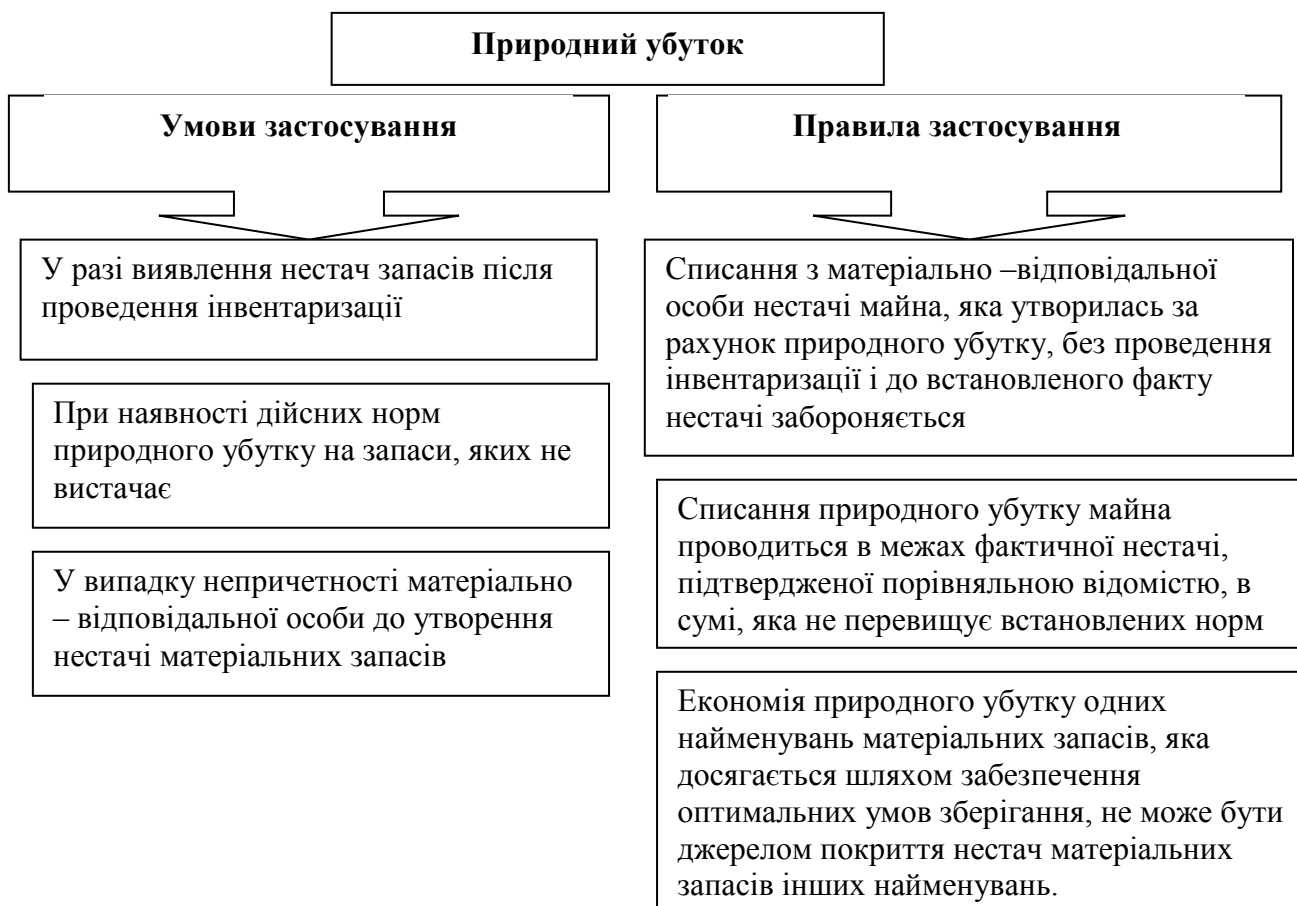 Природний убуток
Умови застосування
У разі виявлення нестач запасів після
проведення інвентаризації
При наявності дійсних норм
природного убутку на запаси, яких не
вистачає
У випадку непричетності матеріально
– відповідальної особи до утворення
нестачі матеріальних запасів
Правила застосування
Списання з матеріально –відповідальної
особи нестачі майна, яка утворилась за
рахунок природного убутку, без проведення
інвентаризації і до встановленого факту
нестачі забороняється
Списання природного убутку майна
проводиться в межах фактичної нестачі,
підтвердженої порівняльною відомістю, в
сумі, яка не перевищує встановлених норм
Економія природного убутку одних
найменувань матеріальних запасів, яка
досягається шляхом забезпечення
оптимальних умов зберігання, не може бути
джерелом покриття нестач матеріальних
запасів інших найменувань.